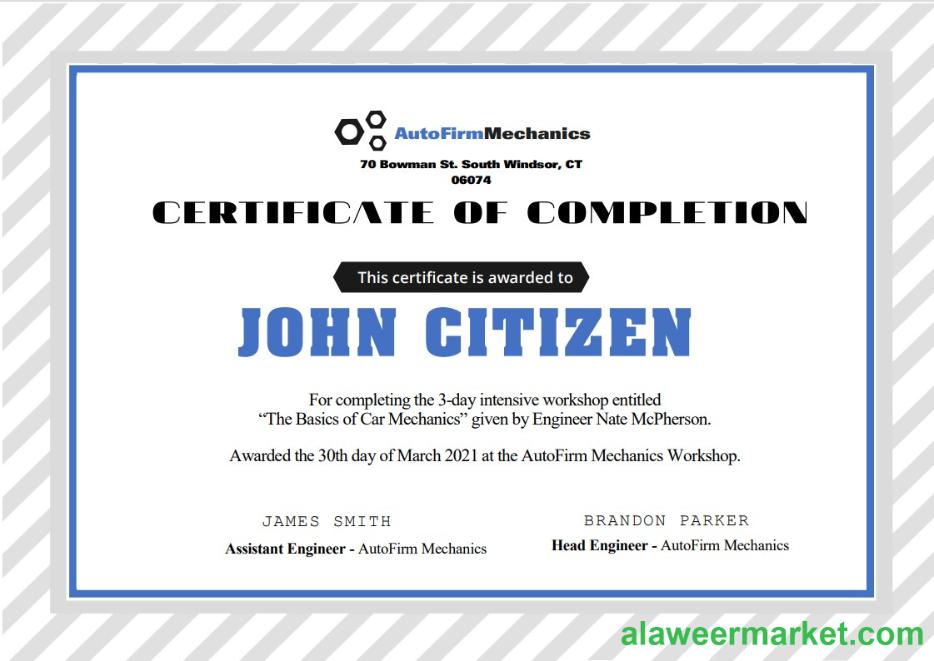 AutoFirmMechanics
70 Bowman St. South Windsor, CT
06074
CERTIFICATE OF COMPLETION
This certificate is awarded to
JOHN CITIZEN
For completing the 3-day intensive workshop entitled
“The Basics of Car Mechanics” given by Engineer Nate McPherson.
Awarded the 30th day of March 2021 at the AutoFirm Mechanics Workshop.
JAMES SMITH
Assistant Engineer - AutoFirm Mechanics
BRANDON PARKER
Head Engineer - AutoFirm Mechanics
alaweermarket.com